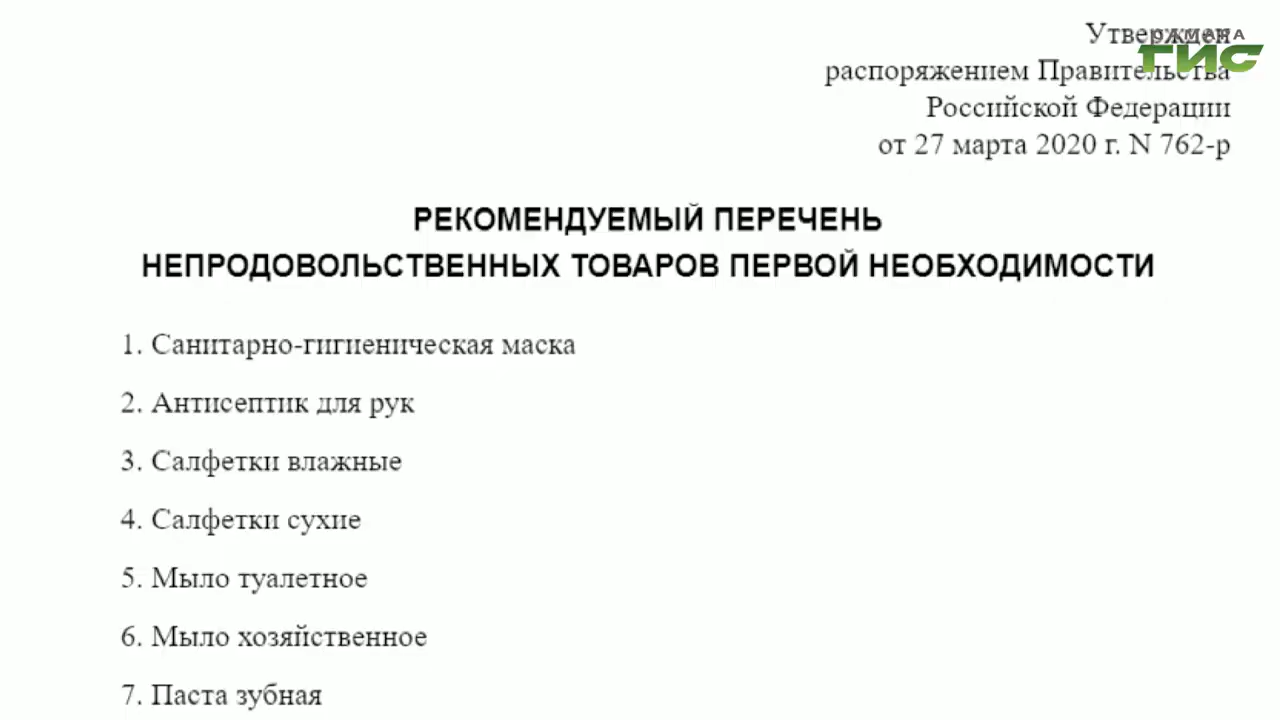 Утвержден
САМАРА
ГИС
распоряжением Правительства
Российской Федерации
от 27 марта 2020 г. N 762-р
РЕКОМЕНДУЕМЫЙ ПЕРЕЧЕНЬ
НЕПРОДОВОЛЬСТВЕННЫХ ТОВАРОВ ПЕРВОЙ НЕОБХОДИМОСТИ
1. Санитарно-гигиеническая маска
2. Антисептик для рук
3. Салфетки влажные
4. Салфетки сухие
5. Мыло туалетное
6. Мыло хозяйственное
7. Паста зубная